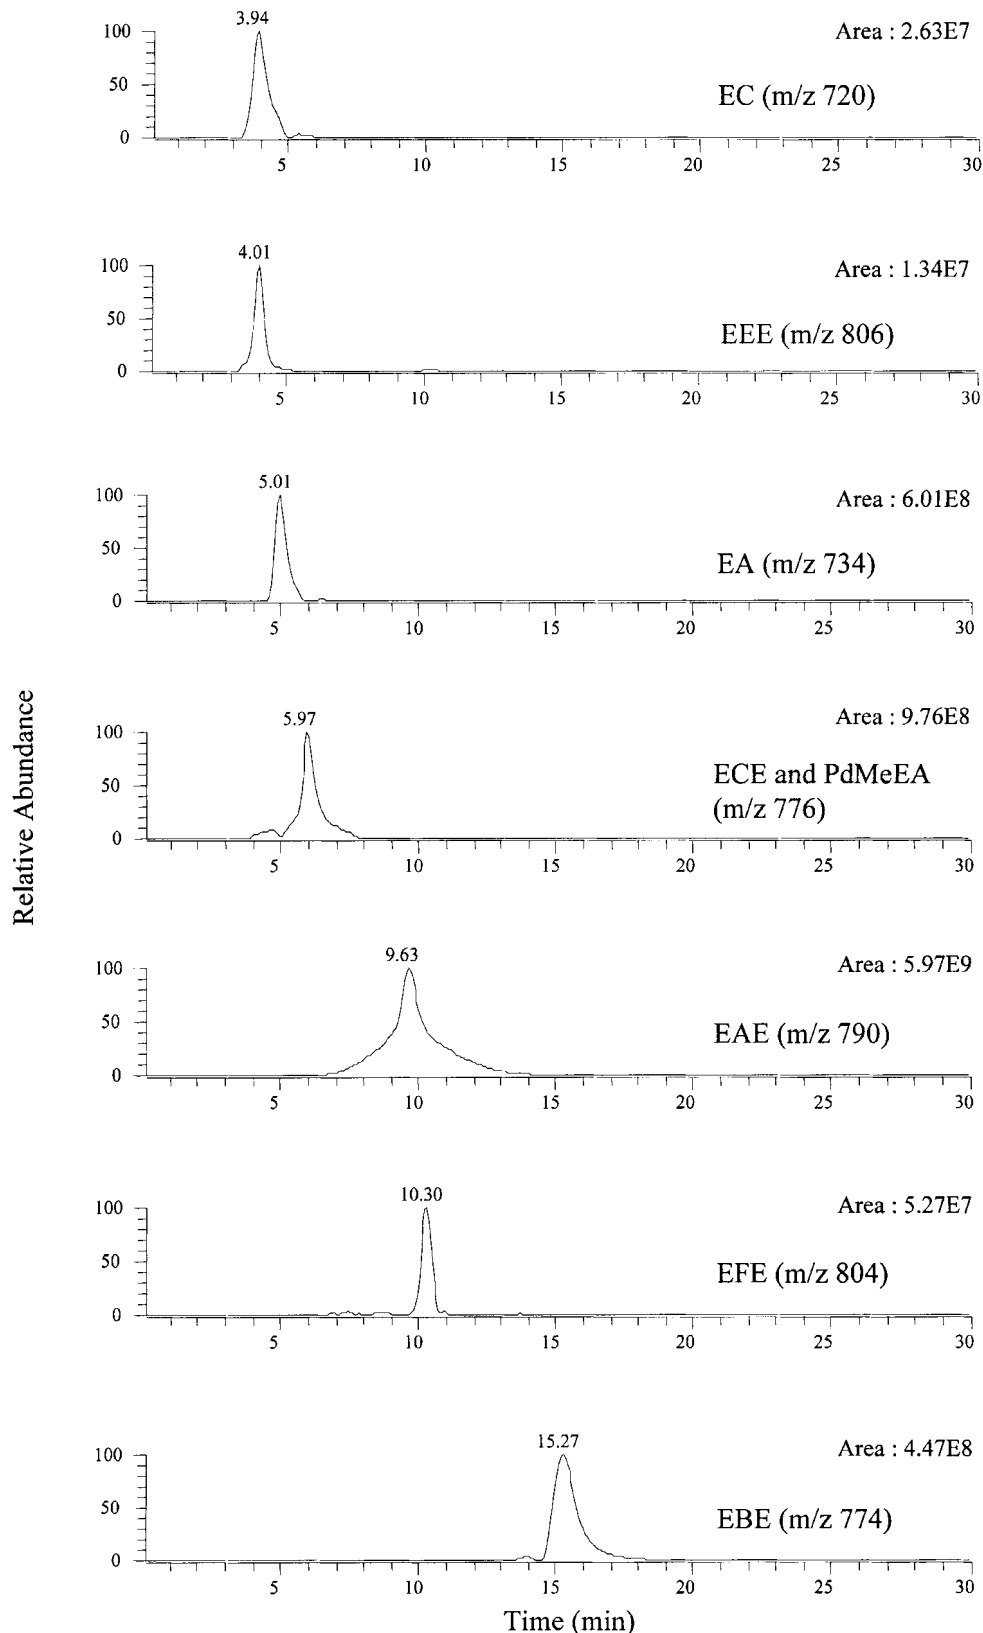 3.94
Area : 2.63E7
100
50
0
EC (m/z 720)
5 10 15 20 25 30
4.01
Area : 1.34E7
100
50
0
EEE (m/z 806)
5 10 15 20 25 30
5.01
Area : 6.01E8
100
50
0
EA (m/z 734)
5 10 15 20 25 30
Relative Abundance
5.97
Area : 9.76E8
100
50
0
ECE and PdMeEA
(m/z 776)
5 10 15 20 25 30
9.63
Area : 5.97E9
100
50
0
EAE (m/z 790)
5 10 15 20 25 30
10.30
Area : 5.27E7
100
50
0
EFE (m/z 804)
5 10 15 20 25 30
15.27
Area : 4.47E8
100
50
0
EBE (m/z 774)
5 10 15 20 25 30
Time (min)